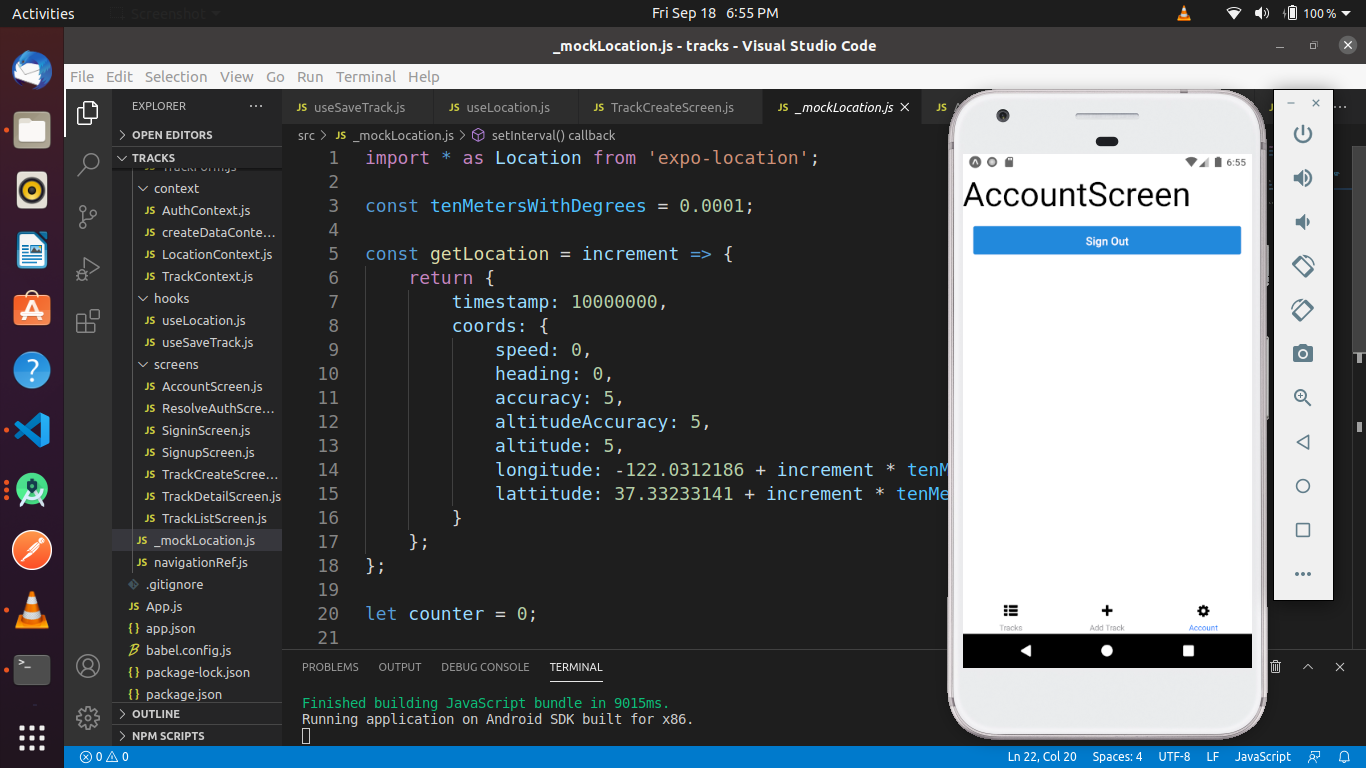 Activities
Screenshot
Fri Sep 18 6:55 PM
100 %
_mockLocation.js - tracks - Visual Studio Code
File Edit Selection View Go Run Terminal Help
EXPLORER
OPEN EDITORS
TRACKS
TrackForm.js
context
JS AuthContext.js
JS createDataConte...
JS LocationContext.js
JS TrackContext.js
hooks
JS useLocation.js
JS useSaveTrack.js
screens
JS AccountScreen.js
JS ResolveAuthScre...
JS SigninScreen.js
JS SignupScreen.js
JS TrackCreateScree...
JS TrackDetailScreen.js
JS TrackListScreen.js
JS _mockLocation.js
JS navigationRef.js
.gitignore
JS App.js
{} app.json
babel.config.js
{} package-lock.json
{} package.json
OUTLINE
NPM SCRIPTS
JS useSaveTrack.js JS useLocation.js JS TrackCreateScreen.js JS _mockLocation.js JS
src > JS _mockLocation.js > setInterval() callback
1 import * as Location from 'expo-location';
2
3 const tenMetersWithDegrees = 0.0001;
4
5 const getLocation = increment => {
6 return {
7 timestamp: 10000000,
8 coords: {
9 speed: 0,
10 heading: 0,
11 accuracy: 5,
12 altitudeAccuracy: 5,
13 altitude: 5,
14 longitude: -122.0312186 + increment * tenM
15 lattitude: 37.33233141 + increment * tenMe
16 }
17 };
18 };
19
20 let counter = 0;
21
PROBLEMS OUTPUT DEBUG CONSOLE TERMINAL
Finished building JavaScript bundle in 9015ms.
Running application on Android SDK built for x86.
0 0
Ln 22, Col 20 Spaces: 4 UTF-8 LF JavaScript
6:55
AccountScreen
Sign Out
Tracks Add Track Account